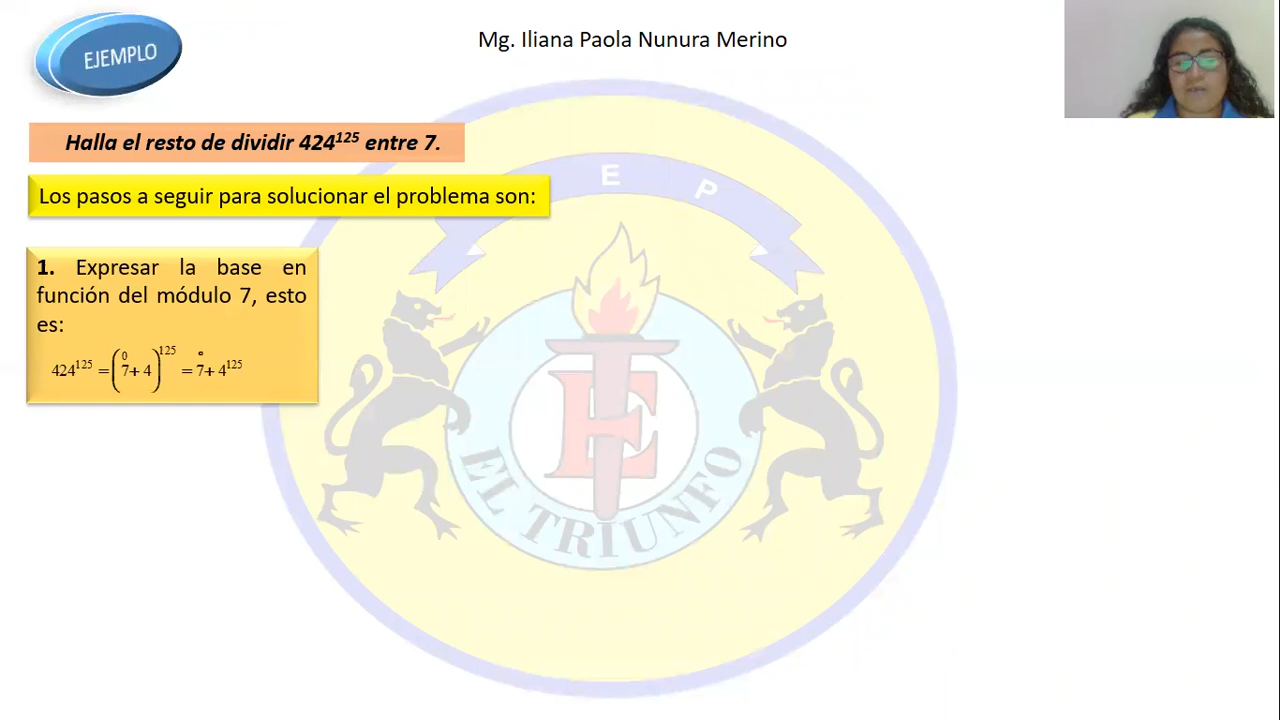 EJEMPLO
Mg. Iliana Paola Nunura Merino
Halla el resto de dividir 424¹²⁵ entre 7.
Los pasos a seguir para solucionar el problema son:
1. Expresar la base en
función del módulo 7, esto
es:
424¹²⁵ = (7̊ + 4)¹²⁵ = 7̊ + 4¹²⁵
E P
E
EL TRIUNFO